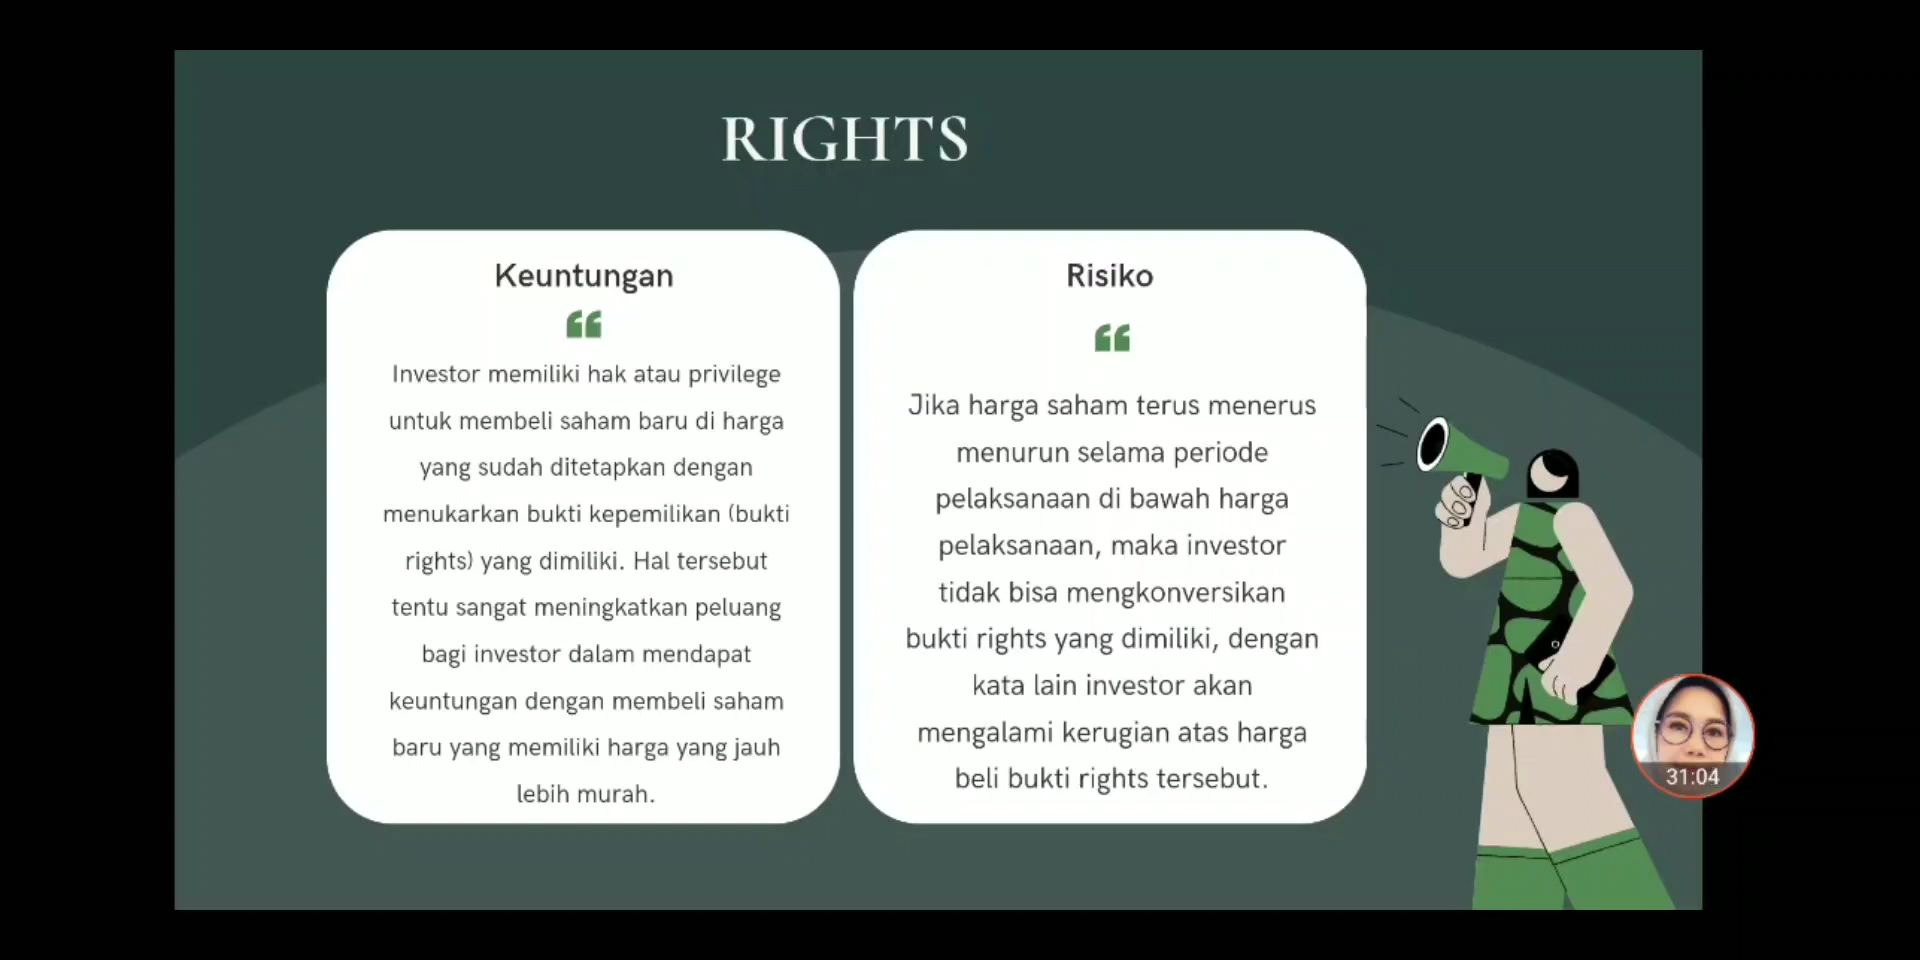 RIGHTS
Keuntungan
Investor memiliki hak atau privilege
untuk membeli saham baru di harga
yang sudah ditetapkan dengan
menukarkan bukti kepemilikan (bukti
rights) yang dimiliki. Hal tersebut
tentu sangat meningkatkan peluang
bagi investor dalam mendapat
keuntungan dengan membeli saham
baru yang memiliki harga yang jauh
lebih murah.
Risiko
Jika harga saham terus menerus
menurun selama periode
pelaksanaan di bawah harga
pelaksanaan, maka investor
tidak bisa mengkonversikan
bukti rights yang dimiliki, dengan
kata lain investor akan
mengalami kerugian atas harga
beli bukti rights tersebut.
31:04